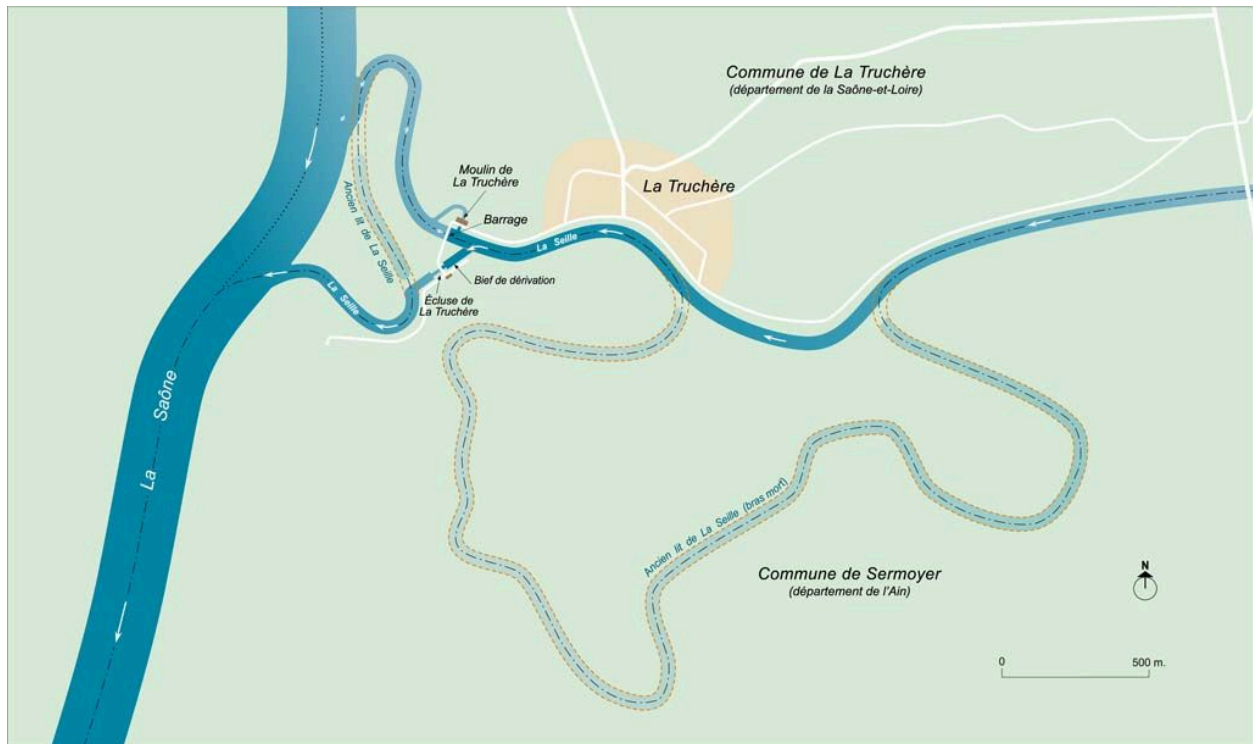 Commune de La Truchère
(département de la Saône-et-Loire)
Moulin de
La Truchère
La Truchère
Barrage
Ancien lit de La Seille
La Seille
Bief de dérivation
La Seille
Écluse de
La Truchère
La Saône
Ancien lit de La Seille (bras mort)
Commune de Sermoyer
(département de l'Ain)
N
0 500 m.